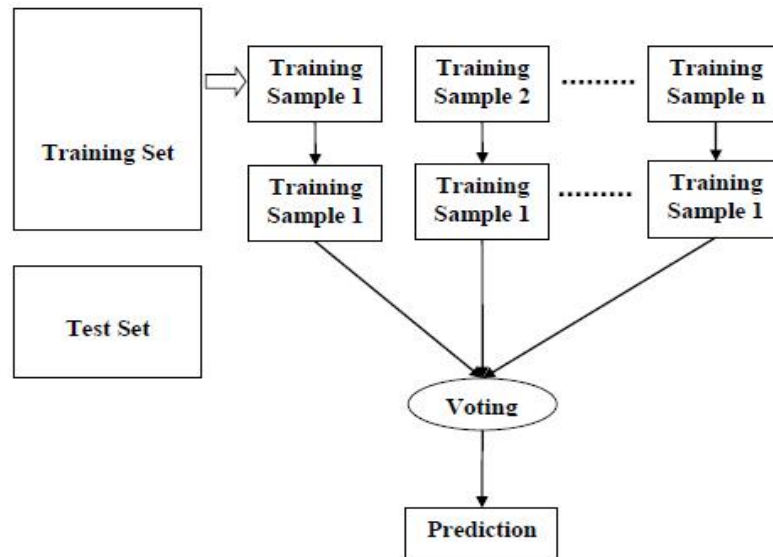 Training Set
Training
Sample 1
Training
Sample 2
Training
Sample n
Training
Sample 1
Training
Sample 1
Training
Sample 1
Test Set
Voting
Prediction